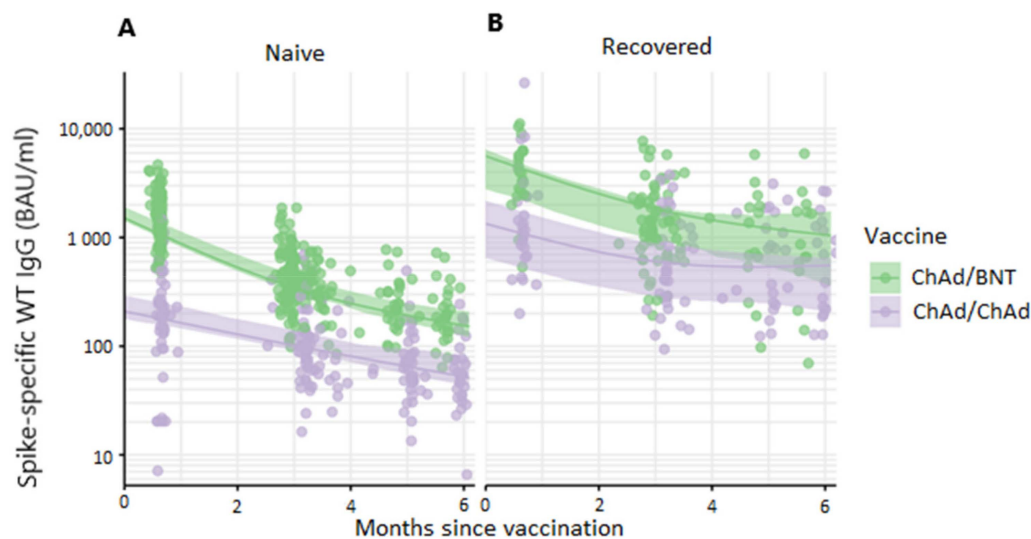 A
Naive
B
Recovered
Spike-specific WT IgG (BAU/ml)
10,000
1 000
100
10
0
2
4
6
0
2
4
6
Months since vaccination
Vaccine
ChAd/BNT
ChAd/ChAd